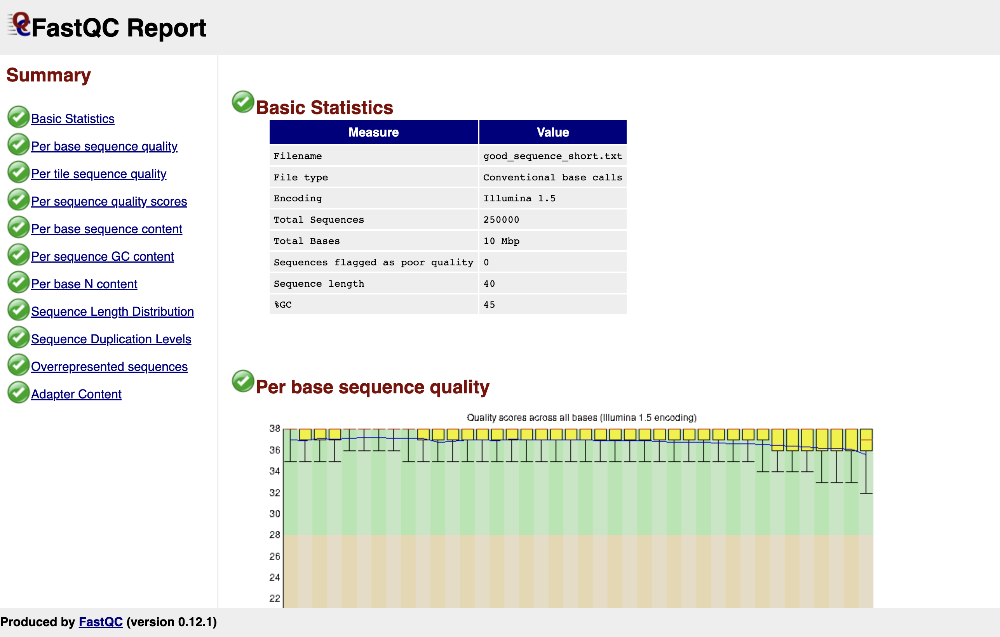 FastQC Report
Summary
Basic Statistics
Per base sequence quality
Per tile sequence quality
Per sequence quality scores
Per base sequence content
Per sequence GC content
Per base N content
Sequence Length Distribution
Sequence Duplication Levels
Overrepresented sequences
Adapter Content
Basic Statistics
Measure Value
Filename good_sequence_short.txt
File type Conventional base calls
Encoding Illumina 1.5
Total Sequences 250000
Total Bases 10 Mbp
Sequences flagged as poor quality 0
Sequence length 40
%GC 45
Per base sequence quality
Quality scores across all bases (Illumina 1.5 encoding)
38
36
34
32
30
28
26
24
22
Produced by FastQC (version 0.12.1)